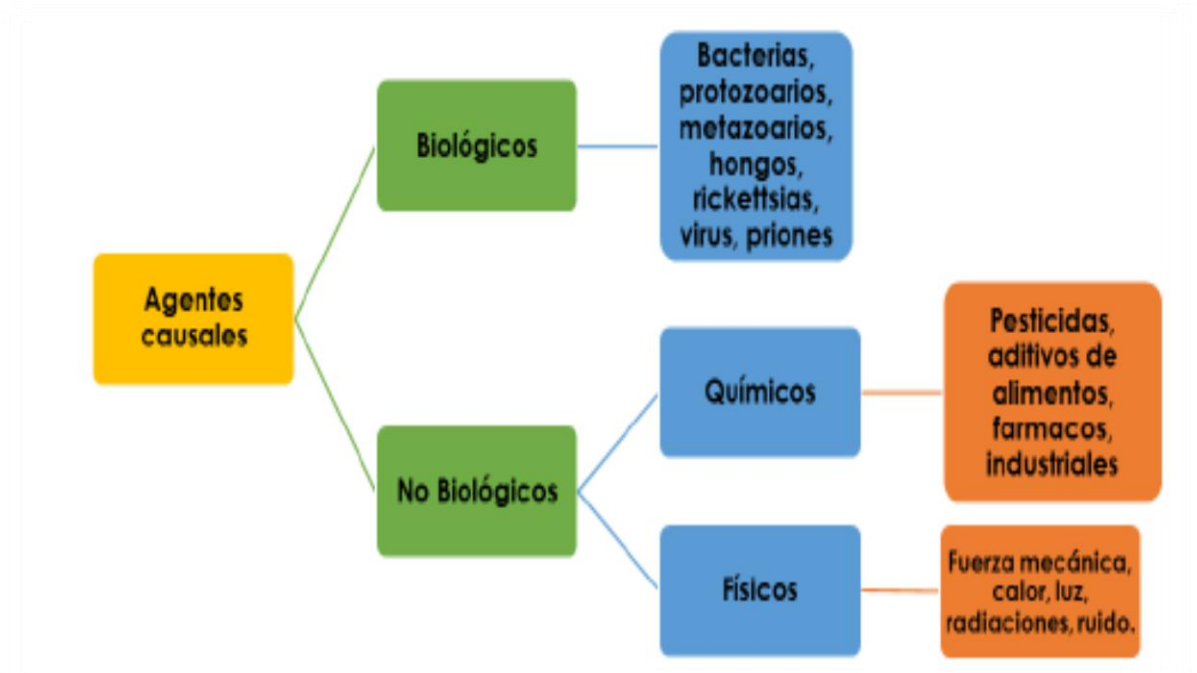 Agentes
causales
Biológicos
Bacterias,
protozoarios,
metazoarios,
hongos,
rickettsias,
virus, priones
No Biológicos
Químicos
Pesticidas,
aditivos de
alimentos,
farmacos,
industriales
Físicos
Fuerza mecánica,
calor, luz,
radiaciones, ruido.